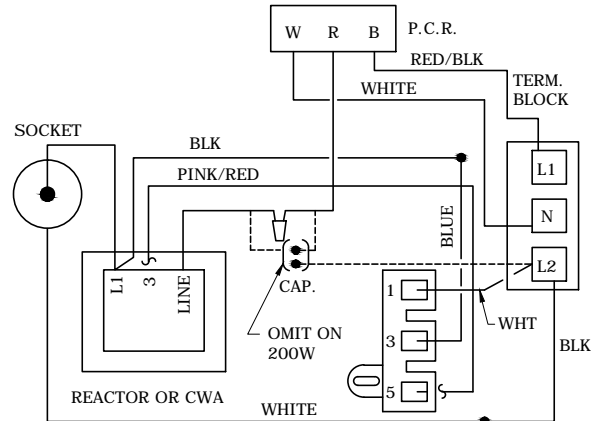 W R B
P.C.R.
RED/BLK
WHITE
TERM.
BLOCK
SOCKET
BLK
PINK/RED
L1
N
BLUE
L1
3
LINE
CAP.
L2
1
WHT
OMIT ON
200W
3
BLK
5
REACTOR OR CWA
WHITE